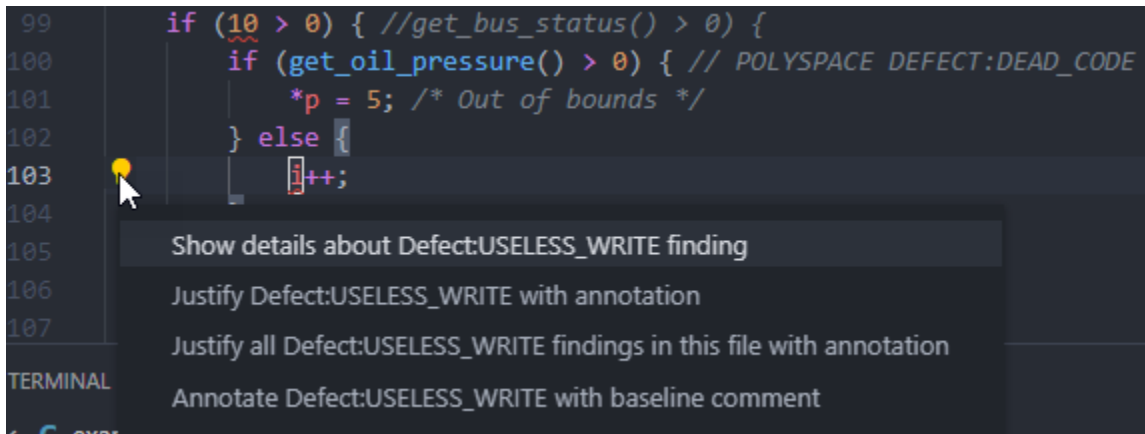 99 if (10 > 0) { //get_bus_status() > 0) {
100 if (get_oil_pressure() > 0) { // POLYSPACE DEFECT:DEAD_CODE
101 *p = 5; /* Out of bounds */
102 } else {
103 i++;
104
105
106
107
Show details about Defect:USELESS_WRITE finding
Justify Defect:USELESS_WRITE with annotation
Justify all Defect:USELESS_WRITE findings in this file with annotation
TERMINAL
Annotate Defect:USELESS_WRITE with baseline comment